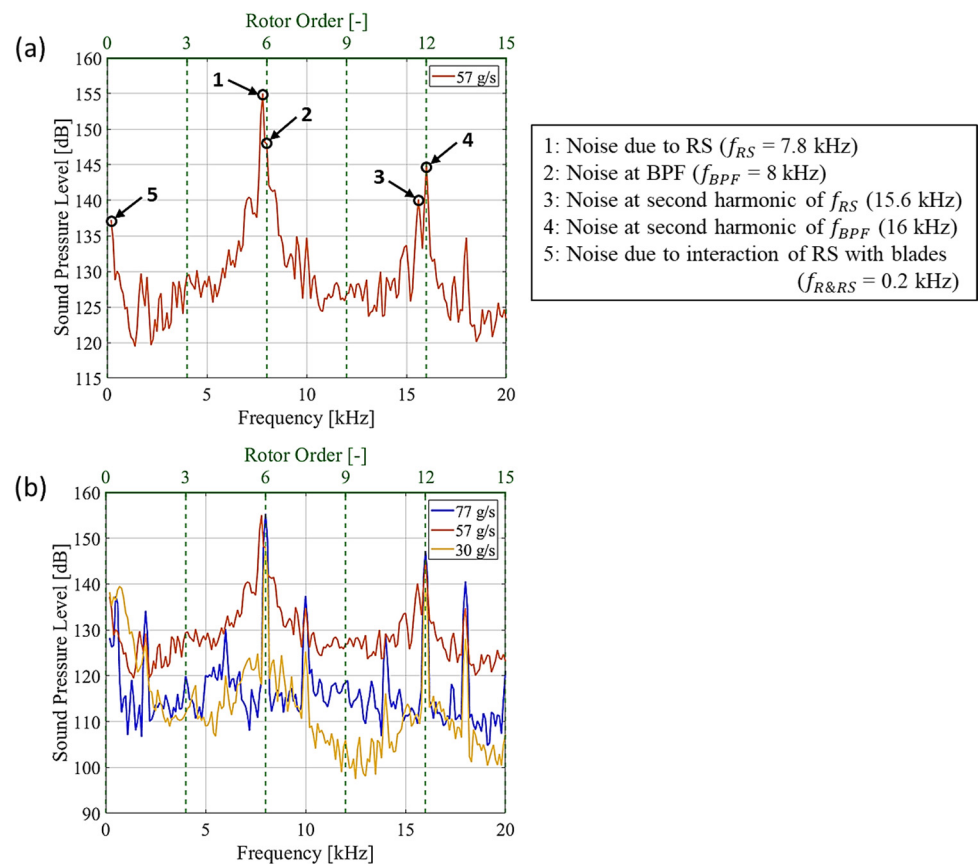 Rotor Order [-]
(a)
0 3 6 9 12 15
160
155
150
145
140
135
130
125
120
115
Sound Pressure Level [dB]
57 g/s
1
2
3
4
5
0 5 10 15 20
Frequency [kHz]
1: Noise due to RS (f_RS = 7.8 kHz)
2: Noise at BPF (f_BPF = 8 kHz)
3: Noise at second harmonic of f_RS (15.6 kHz)
4: Noise at second harmonic of f_BPF (16 kHz)
5: Noise due to interaction of RS with blades
(f_R&RS = 0.2 kHz)
Rotor Order [-]
(b)
0 3 6 9 12 15
160
150
140
130
120
110
100
90
Sound Pressure Level [dB]
77 g/s
57 g/s
30 g/s
0 5 10 15 20
Frequency [kHz]